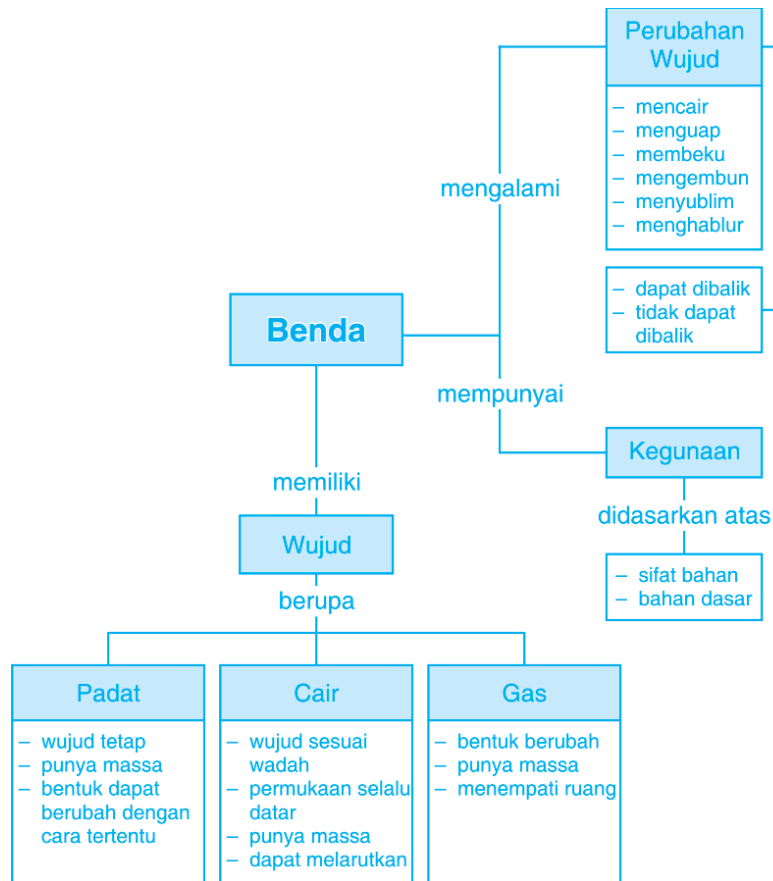 Perubahan
Wujud
– mencair
– menguap
– membeku
– mengembun
– menyublim
– menghablur
mengalami
– dapat dibalik
– tidak dapat
dibalik
Benda
mempunyai
Kegunaan
didasarkan atas
– sifat bahan
– bahan dasar
memiliki
Wujud
berupa
Padat
– wujud tetap
– punya massa
– bentuk dapat
berubah dengan
cara tertentu
Cair
– wujud sesuai
wadah
– permukaan selalu
datar
– punya massa
– dapat melarutkan
Gas
– bentuk berubah
– punya massa
– menempati ruang